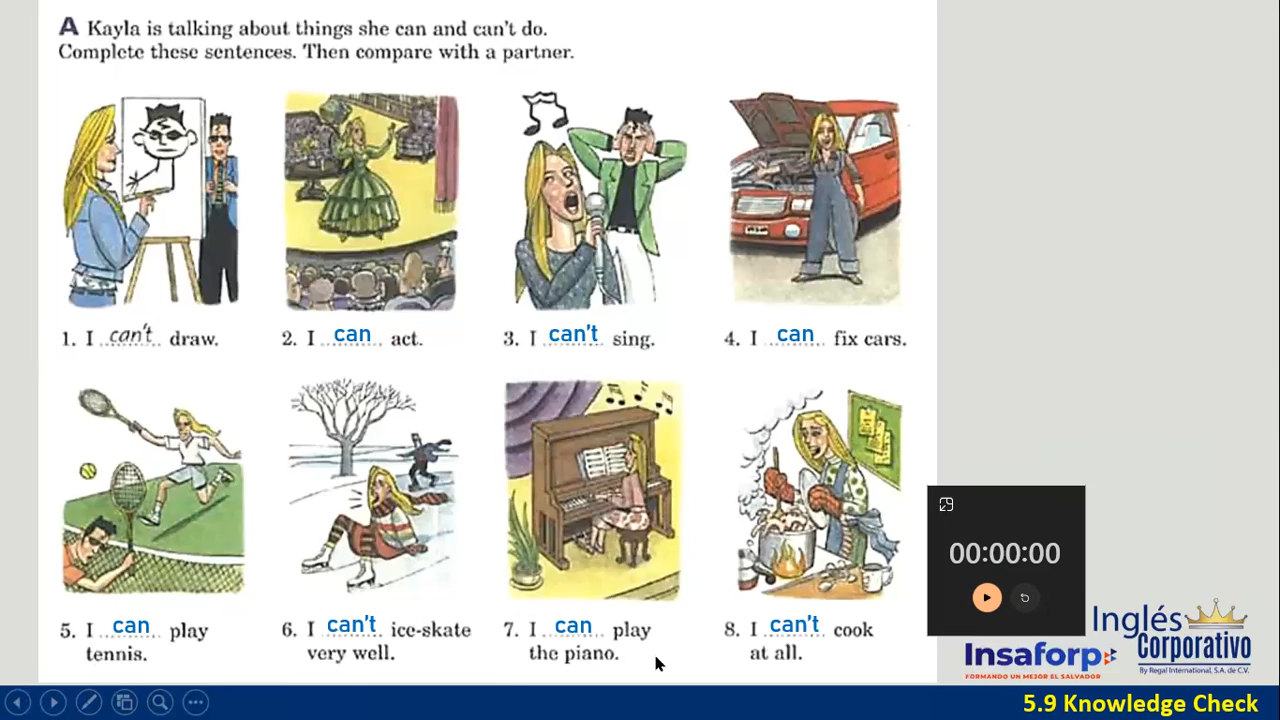 A Kayla is talking about things she can and can't do.
Complete these sentences. Then compare with a partner.
1. I can't draw.
2. I can act.
3. I can't sing.
4. I can fix cars.
5. I can play
tennis.
6. I can't ice-skate
very well.
7. I can play
the piano.
8. I can't cook
at all.
00:00:00
Inglés
Corporativo
By Regal International, S.A. de C.V.
Insaforp
FORMANDO UN MEJOR EL SALVADOR
5.9 Knowledge Check